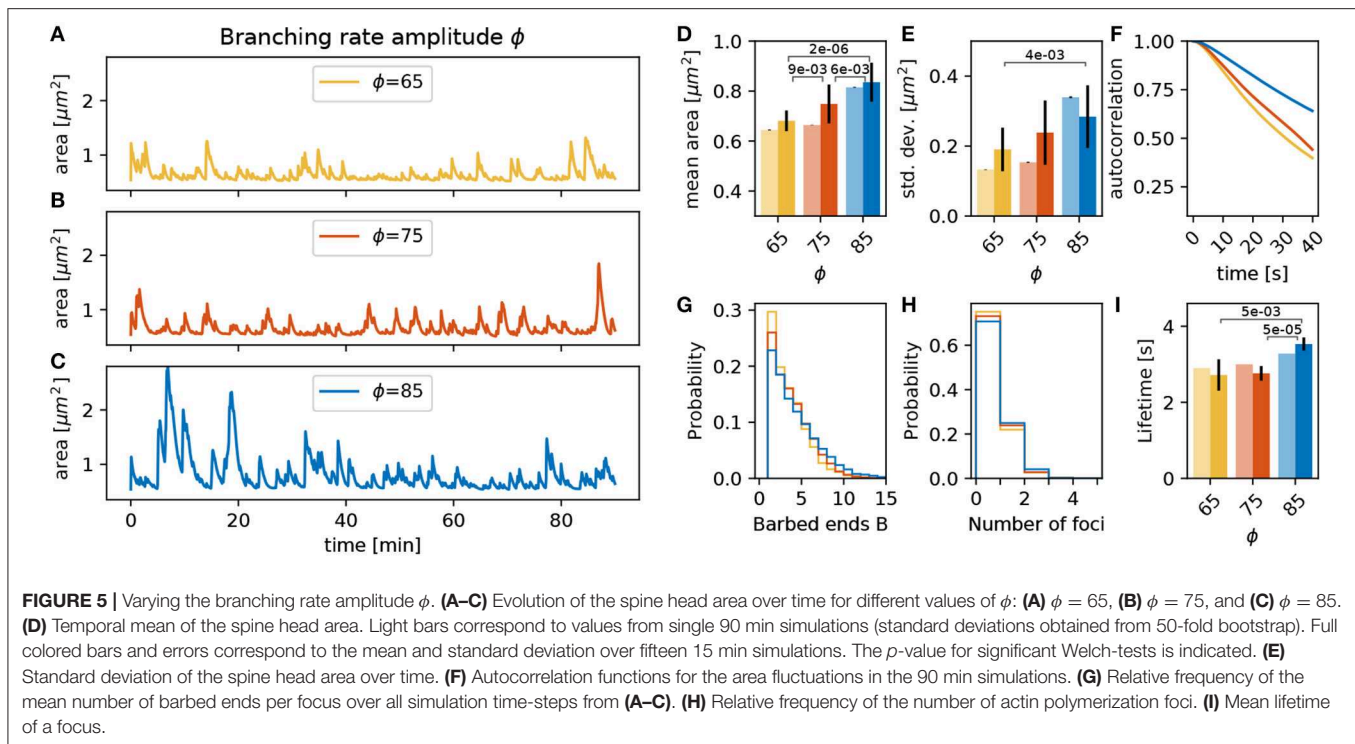 A
Branching rate amplitude ϕ
area [μm²]
2
1
ϕ=65
B
area [μm²]
2
1
ϕ=75
C
area [μm²]
2
1
ϕ=85
0
20
40
60
80
time [min]
D
mean area [μm²]
1.0
0.8
0.6
0.4
2e-06
9e-03
6e-03
65
75
85
ϕ
E
std. dev. [μm²]
0.4
0.2
0.0
4e-03
65
75
85
ϕ
F
autocorrelation
1.00
0.75
0.50
0.25
0
10
20
30
40
time [s]
G
Probability
0.3
0.2
0.1
0.0
0
5
10
15
Barbed ends B
H
Probability
0.6
0.4
0.2
0.0
0
2
4
Number of foci
I
Lifetime [s]
4
2
0
5e-03
5e-05
65
75
85
ϕ
FIGURE 5 | Varying the branching rate amplitude ϕ. (A–C) Evolution of the spine head area over time for different values of ϕ: (A) ϕ = 65, (B) ϕ = 75, and (C) ϕ = 85.
(D) Temporal mean of the spine head area. Light bars correspond to values from single 90 min simulations (standard deviations obtained from 50-fold bootstrap). Full
colored bars and errors correspond to the mean and standard deviation over fifteen 15 min simulations. The p-value for significant Welch-tests is indicated. (E)
Standard deviation of the spine head area over time. (F) Autocorrelation functions for the area fluctuations in the 90 min simulations. (G) Relative frequency of the
mean number of barbed ends per focus over all simulation time-steps from (A–C). (H) Relative frequency of the number of actin polymerization foci. (I) Mean lifetime
of a focus.